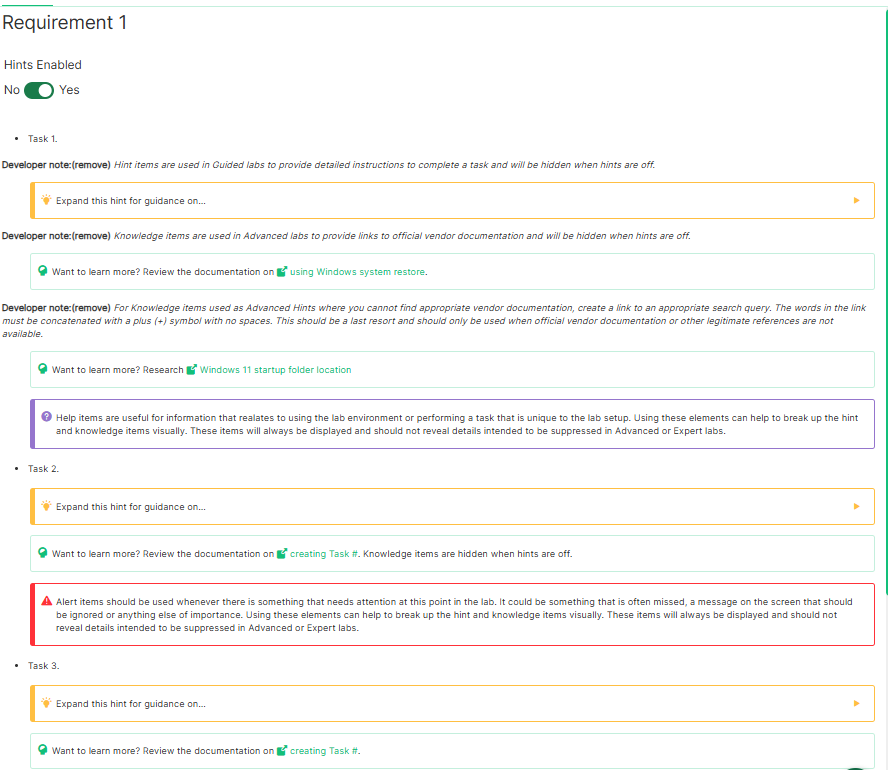 Requirement 1
Hints Enabled
No Yes
• Task 1.
Developer note:(remove) Hint items are used in Guided labs to provide detailed instructions to complete a task and will be hidden when hints are off.
Expand this hint for guidance on...
Developer note:(remove) Knowledge items are used in Advanced labs to provide links to official vendor documentation and will be hidden when hints are off.
Want to learn more? Review the documentation on using Windows system restore.
Developer note:(remove) For Knowledge items used as Advanced Hints where you cannot find appropriate vendor documentation, create a link to an appropriate search query. The words in the link
must be concatenated with a plus (+) symbol with no spaces. This should be a last resort and should only be used when official vendor documentation or other legitimate references are not
available.
Want to learn more? Research Windows 11 startup folder location
Help items are useful for information that realates to using the lab environment or performing a task that is unique to the lab setup. Using these elements can help to break up the hint
and knowledge items visually. These items will always be displayed and should not reveal details intended to be suppressed in Advanced or Expert labs.
• Task 2.
Expand this hint for guidance on...
Want to learn more? Review the documentation on creating Task #. Knowledge items are hidden when hints are off.
Alert items should be used whenever there is something that needs attention at this point in the lab. It could be something that is often missed, a message on the screen that should
be ignored or anything else of importance. Using these elements can help to break up the hint and knowledge items visually. These items will always be displayed and should not
reveal details intended to be suppressed in Advanced or Expert labs.
• Task 3.
Expand this hint for guidance on...
Want to learn more? Review the documentation on creating Task #.